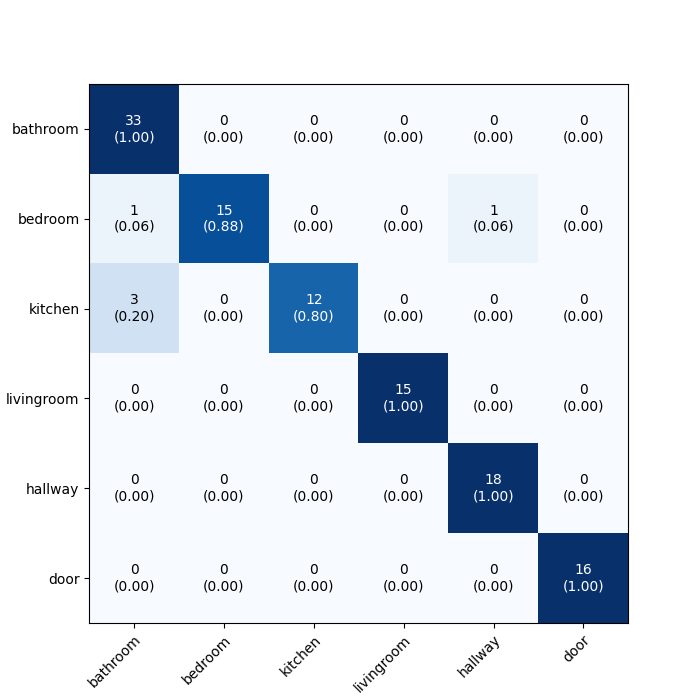 33 0 0 0 0 0
bathroom
(1.00) (0.00) (0.00) (0.00) (0.00) (0.00)
1 15 0 0 1 0
bedroom
(0.06) (0.88) (0.00) (0.00) (0.06) (0.00)
3 0 12 0 0 0
kitchen
(0.20) (0.00) (0.80) (0.00) (0.00) (0.00)
0 0 0 15 0 0
livingroom
(0.00) (0.00) (0.00) (1.00) (0.00) (0.00)
0 0 0 0 18 0
hallway
(0.00) (0.00) (0.00) (0.00) (1.00) (0.00)
0 0 0 0 0 16
door
(0.00) (0.00) (0.00) (0.00) (0.00) (1.00)
bathroom bedroom kitchen livingroom hallway door